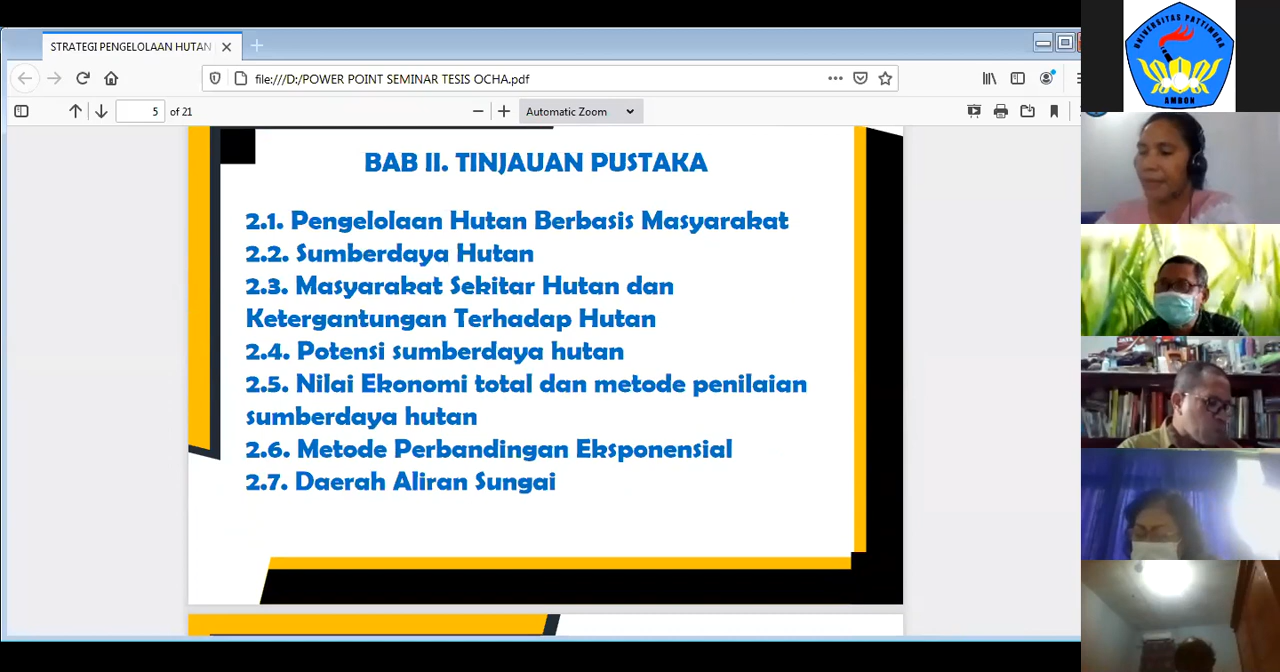 STRATEGI PENGELOLAAN HUTAN
file:///D:/POWER POINT SEMINAR TESIS OCHA.pdf
5 of 21
Automatic Zoom
BAB II. TINJAUAN PUSTAKA
2.1. Pengelolaan Hutan Berbasis Masyarakat
2.2. Sumberdaya Hutan
2.3. Masyarakat Sekitar Hutan dan
Ketergantungan Terhadap Hutan
2.4. Potensi sumberdaya hutan
2.5. Nilai Ekonomi total dan metode penilaian
sumberdaya hutan
2.6. Metode Perbandingan Eksponensial
2.7. Daerah Aliran Sungai
UNIVERSITAS PATTIMURA
AMBON